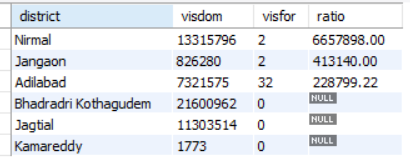 district visdom visfor ratio
Nirmal 13315796 2 6657898.00
Jangaon 826280 2 413140.00
Adilabad 7321575 32 228799.22
Bhadradri Kothagudem 21600962 0 NULL
Jagtial 11303514 0 NULL
Kamareddy 1773 0 NULL